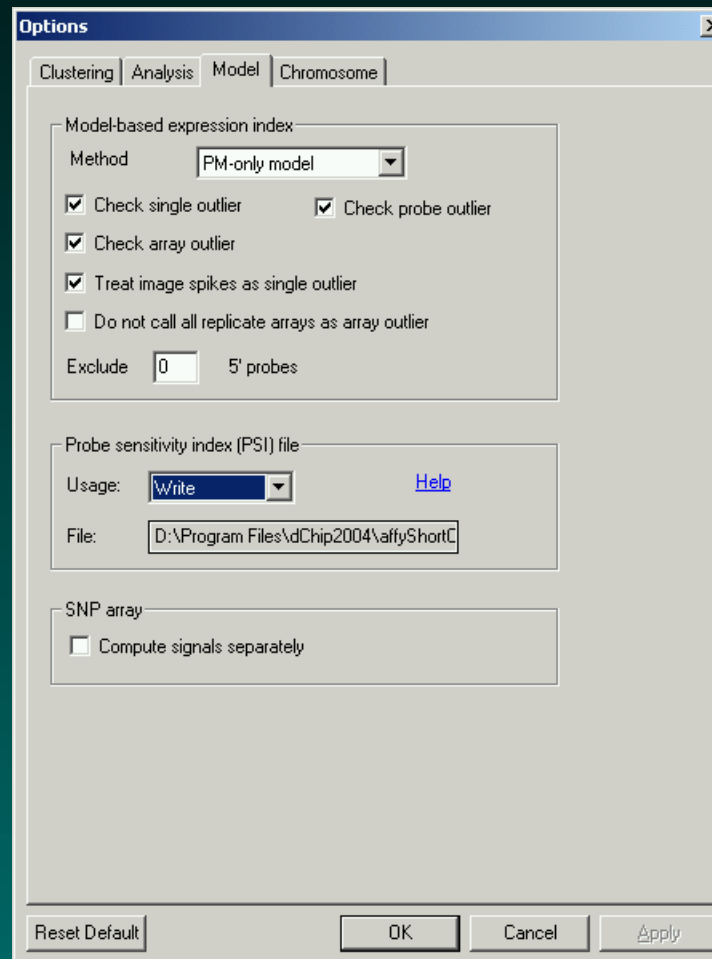 Options
Clustering Analysis Model Chromosome
Model-based expression index
Method PM-only model
Check single outlier Check probe outlier
Check array outlier
Treat image spikes as single outlier
Do not call all replicate arrays as array outlier
Exclude 0 5' probes
Probe sensitivity index (PSI) file
Usage: Write Help
File: D:\Program Files\dChip2004\affyShortC
SNP array
Compute signals separately
Reset Default OK Cancel Apply